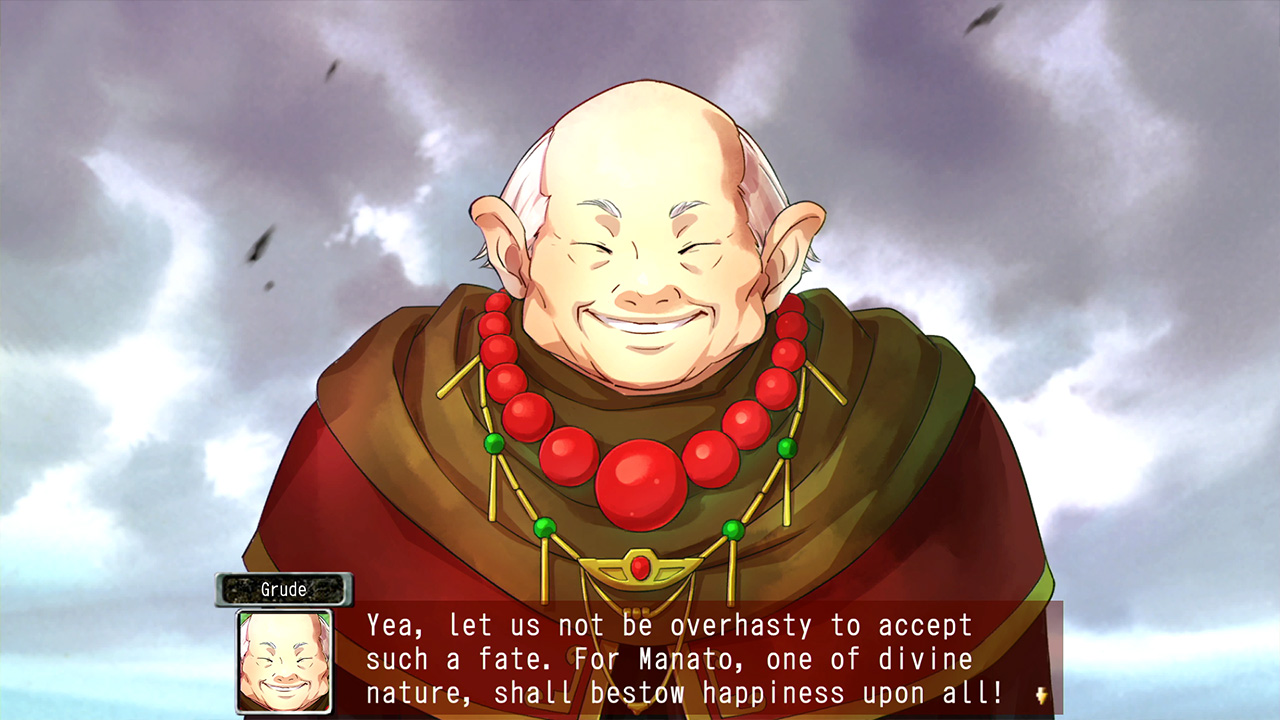 Grude
Yea, let us not be overhasty to accept
such a fate. For Manato, one of divine
nature, shall bestow happiness upon all!